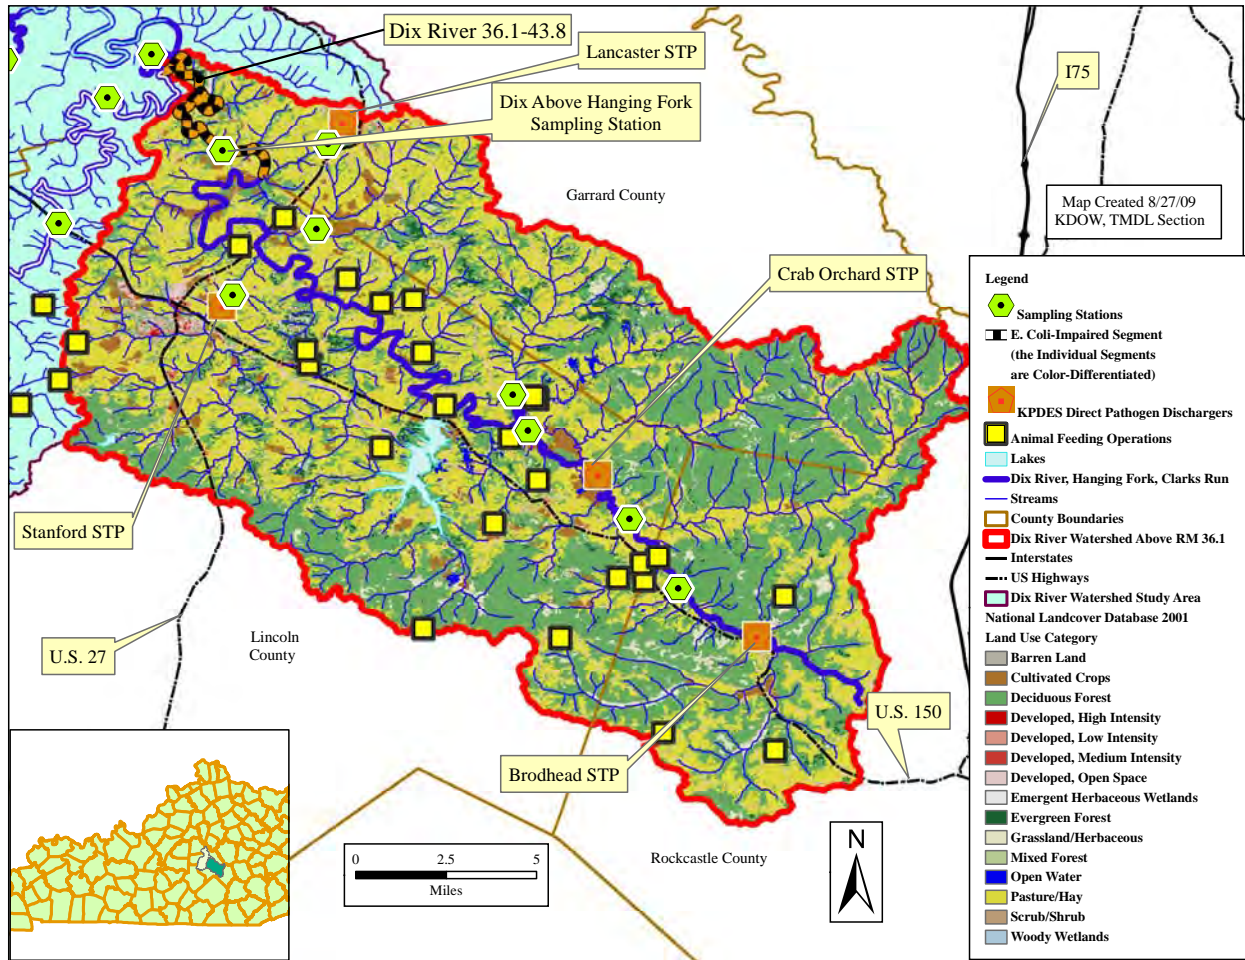 Dix River 36.1-43.8
Lancaster STP
Dix Above Hanging Fork
Sampling Station
I75
Garrard County
Map Created 8/27/09
KDOW, TMDL Section
Crab Orchard STP
Stanford STP
U.S. 27
Lincoln
County
U.S. 150
Brodhead STP
Rockcastle County
0 2.5 5
Miles
N
Legend
Sampling Stations
E. Coli-Impaired Segment
(the Individual Segments
are Color-Differentiated)
KPDES Direct Pathogen Dischargers
Animal Feeding Operations
Lakes
Dix River, Hanging Fork, Clarks Run
Streams
County Boundaries
Dix River Watershed Above RM 36.1
Interstates
US Highways
Dix River Watershed Study Area
National Landcover Database 2001
Land Use Category
Barren Land
Cultivated Crops
Deciduous Forest
Developed, High Intensity
Developed, Low Intensity
Developed, Medium Intensity
Developed, Open Space
Emergent Herbaceous Wetlands
Evergreen Forest
Grassland/Herbaceous
Mixed Forest
Open Water
Pasture/Hay
Scrub/Shrub
Woody Wetlands